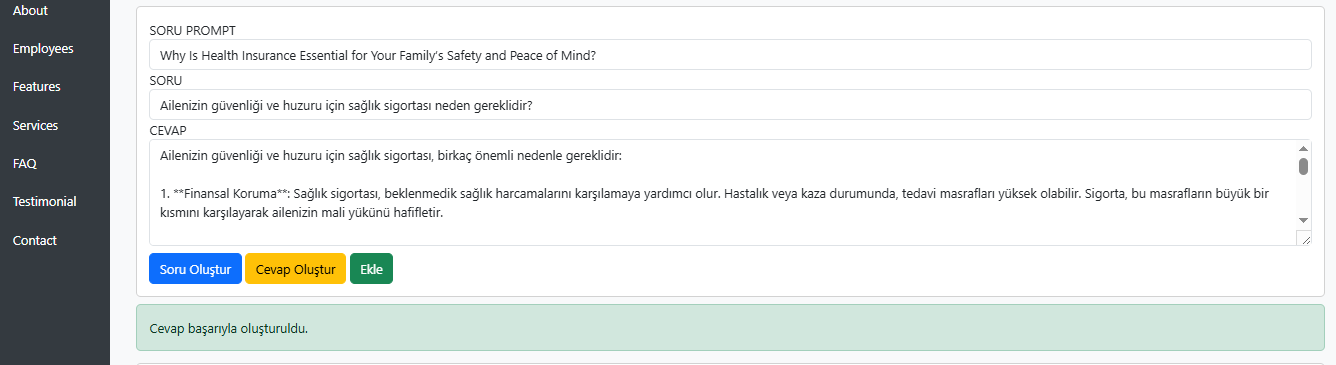 About
Employees
Features
Services
FAQ
Testimonial
Contact
SORU PROMPT
Why Is Health Insurance Essential for Your Family's Safety and Peace of Mind?
SORU
Ailenizin güvenliği ve huzuru için sağlık sigortası neden gereklidir?
CEVAP
Ailenizin güvenliği ve huzuru için sağlık sigortası, birkaç önemli nedenle gereklidir:
1. **Finansal Koruma**: Sağlık sigortası, beklenmedik sağlık harcamalarını karşılamaya yardımcı olur. Hastalık veya kaza durumunda, tedavi masrafları yüksek olabilir. Sigorta, bu masrafların büyük bir
kısmını karşılayarak ailenizin mali yükünü hafifletir.
Soru Oluştur Cevap Oluştur Ekle
Cevap başarıyla oluşturuldu.